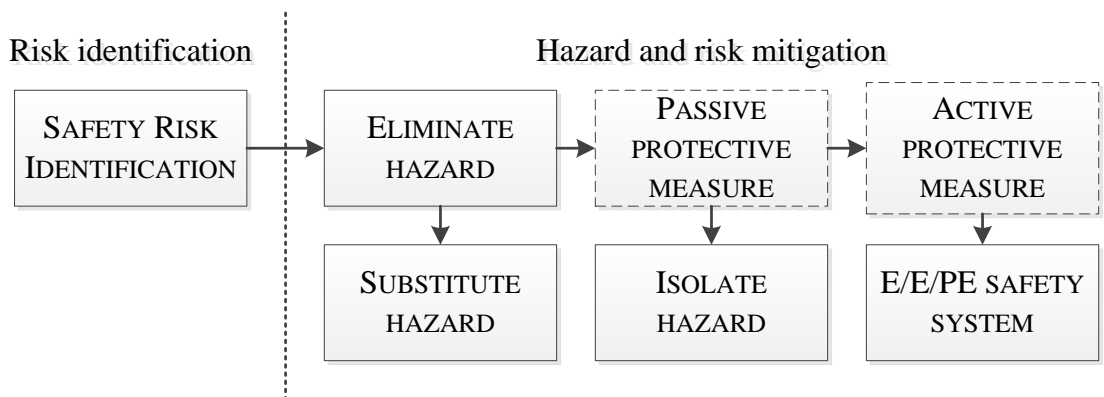 Risk identification
Hazard and risk mitigation
SAFETY RISK
IDENTIFICATION
ELIMINATE
HAZARD
PASSIVE
PROTECTIVE
MEASURE
ACTIVE
PROTECTIVE
MEASURE
SUBSTITUTE
HAZARD
ISOLATE
HAZARD
E/E/PE SAFETY
SYSTEM